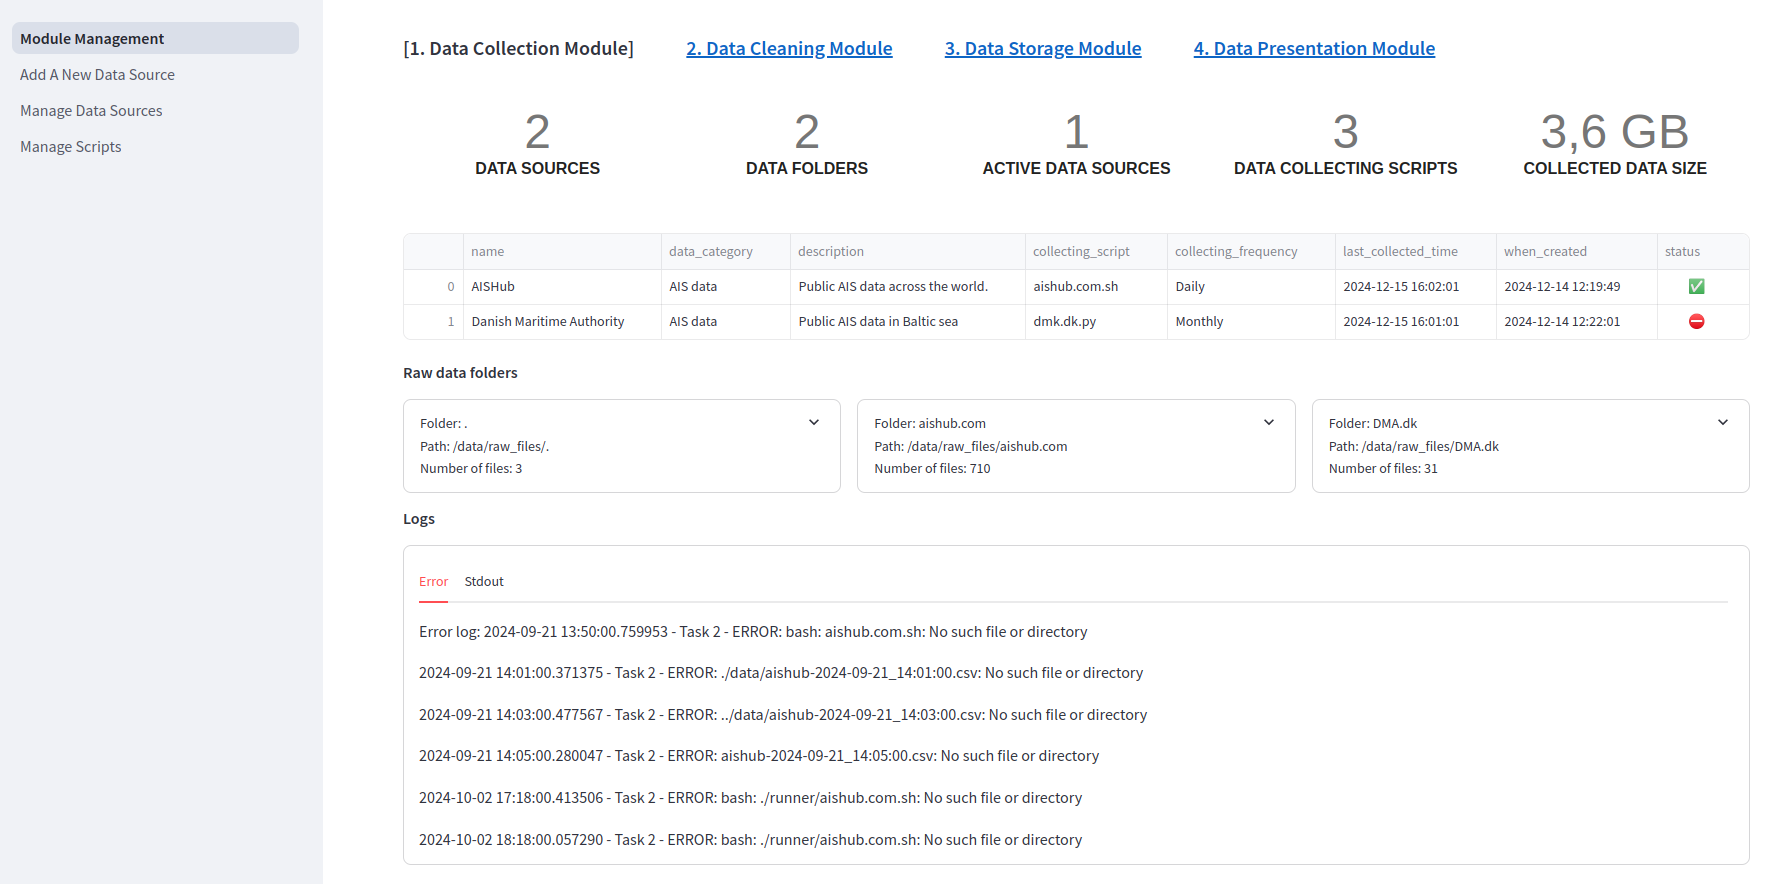 Module Management
Add A New Data Source
Manage Data Sources
Manage Scripts
[1. Data Collection Module] 2. Data Cleaning Module 3. Data Storage Module 4. Data Presentation Module
2 2 1 3 3,6 GB
DATA SOURCES DATA FOLDERS ACTIVE DATA SOURCES DATA COLLECTING SCRIPTS COLLECTED DATA SIZE
name data_category description collecting_script collecting_frequency last_collected_time when_created status
0 AISHub AIS data Public AIS data across the world. aishub.com.sh Daily 2024-12-15 16:02:01 2024-12-14 12:19:49 ✅
1 Danish Maritime Authority AIS data Public AIS data in Baltic sea dmk.dk.py Monthly 2024-12-15 16:01:01 2024-12-14 12:22:01 ⛔
Raw data folders
Folder: . Folder: aishub.com Folder: DMA.dk
Path: /data/raw_files/. Path: /data/raw_files/aishub.com Path: /data/raw_files/DMA.dk
Number of files: 3 Number of files: 710 Number of files: 31
Logs
Error Stdout
Error log: 2024-09-21 13:50:00.759953 - Task 2 - ERROR: bash: aishub.com.sh: No such file or directory
2024-09-21 14:01:00.371375 - Task 2 - ERROR: ./data/aishub-2024-09-21_14:01:00.csv: No such file or directory
2024-09-21 14:03:00.477567 - Task 2 - ERROR: ../data/aishub-2024-09-21_14:03:00.csv: No such file or directory
2024-09-21 14:05:00.280047 - Task 2 - ERROR: aishub-2024-09-21_14:05:00.csv: No such file or directory
2024-10-02 17:18:00.413506 - Task 2 - ERROR: bash: ./runner/aishub.com.sh: No such file or directory
2024-10-02 18:18:00.057290 - Task 2 - ERROR: bash: ./runner/aishub.com.sh: No such file or directory